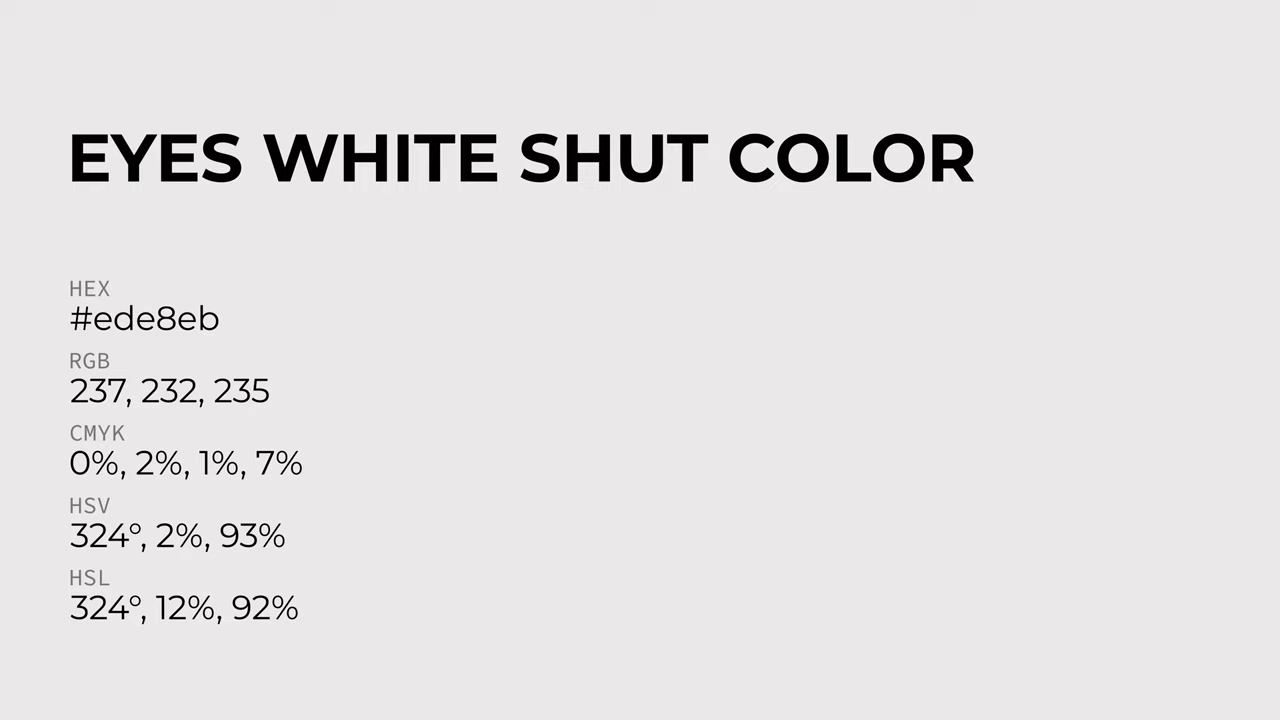 EYES WHITE SHUT COLOR
HEX
#ede8eb
RGB
237, 232, 235
CMYK
0%, 2%, 1%, 7%
HSV
324°, 2%, 93%
HSL
324°, 12%, 92%